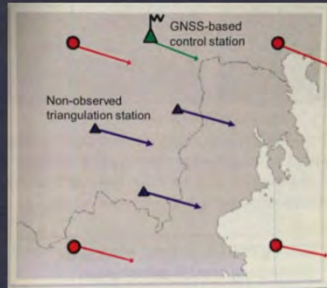 GNSS-based
control station
Non-observed
triangulation station